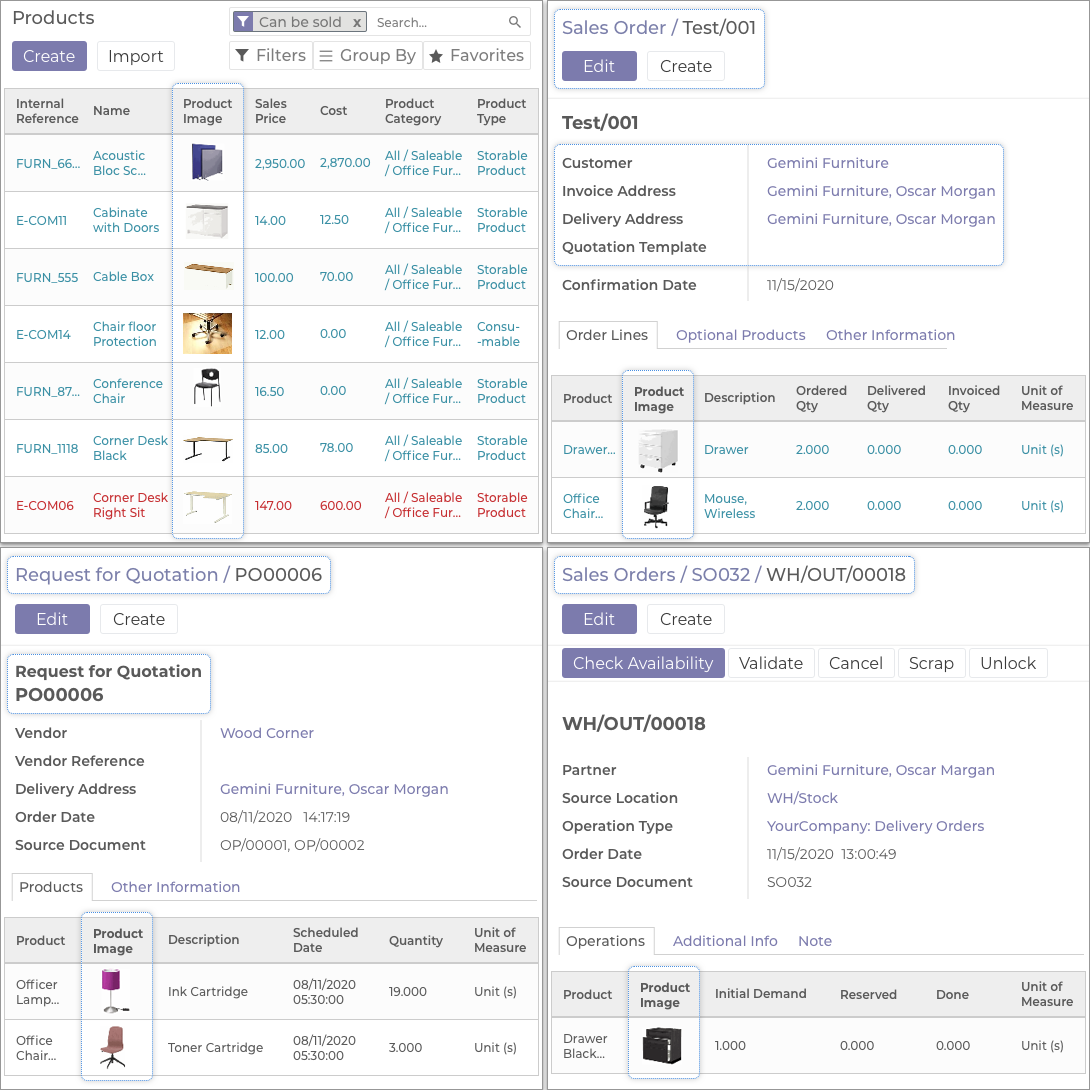 Products
Can be sold x Search...
Create Import
Filters Group By Favorites
Internal Reference Name Product Image Sales Price Cost Product Category Product Type
FURN_66... Acoustic Bloc Sc... 2,950.00 2,870.00 All / Saleable / Office Fur... Storable Product
E-COM11 Cabinate with Doors 14.00 12.50 All / Saleable / Office Fur... Storable Product
FURN_555 Cable Box 100.00 70.00 All / Saleable / Office Fur... Storable Product
E-COM14 Chair floor Protection 12.00 0.00 All / Saleable / Office Fur... Consu- -mable
FURN_87... Conference Chair 16.50 0.00 All / Saleable / Office Fur... Storable Product
FURN_1118 Corner Desk Black 85.00 78.00 All / Saleable / Office Fur... Storable Product
E-COM06 Corner Desk Right Sit 147.00 600.00 All / Saleable / Office Fur... Storable Product
Sales Order / Test/001
Edit Create
Test/001
Customer Gemini Furniture
Invoice Address Gemini Furniture, Oscar Morgan
Delivery Address Gemini Furniture, Oscar Morgan
Quotation Template
Confirmation Date 11/15/2020
Order Lines Optional Products Other Information
Product Product Image Description Ordered Qty Delivered Qty Invoiced Qty Unit of Measure
Drawer... Drawer 2.000 0.000 0.000 Unit (s)
Office Chair... Mouse, Wireless 2.000 0.000 0.000 Unit (s)
Request for Quotation / PO00006
Edit Create
Request for Quotation
PO00006
Vendor Wood Corner
Vendor Reference
Delivery Address Gemini Furniture, Oscar Morgan
Order Date 08/11/2020 14:17:19
Source Document OP/00001, OP/00002
Products Other Information
Product Product Image Description Scheduled Date Quantity Unit of Measure
Officer Lamp... Ink Cartridge 08/11/2020 05:30:00 19.000 Unit (s)
Office Chair... Toner Cartridge 08/11/2020 05:30:00 3.000 Unit (s)
Sales Orders / SO032 / WH/OUT/00018
Edit Create
Check Availability Validate Cancel Scrap Unlock
WH/OUT/00018
Partner Gemini Furniture, Oscar Margan
Source Location WH/Stock
Operation Type YourCompany: Delivery Orders
Order Date 11/15/2020 13:00:49
Source Document SO032
Operations Additional Info Note
Product Product Image Initial Demand Reserved Done Unit of Measure
Drawer Black... 1.000 0.000 0.000 Unit (s)